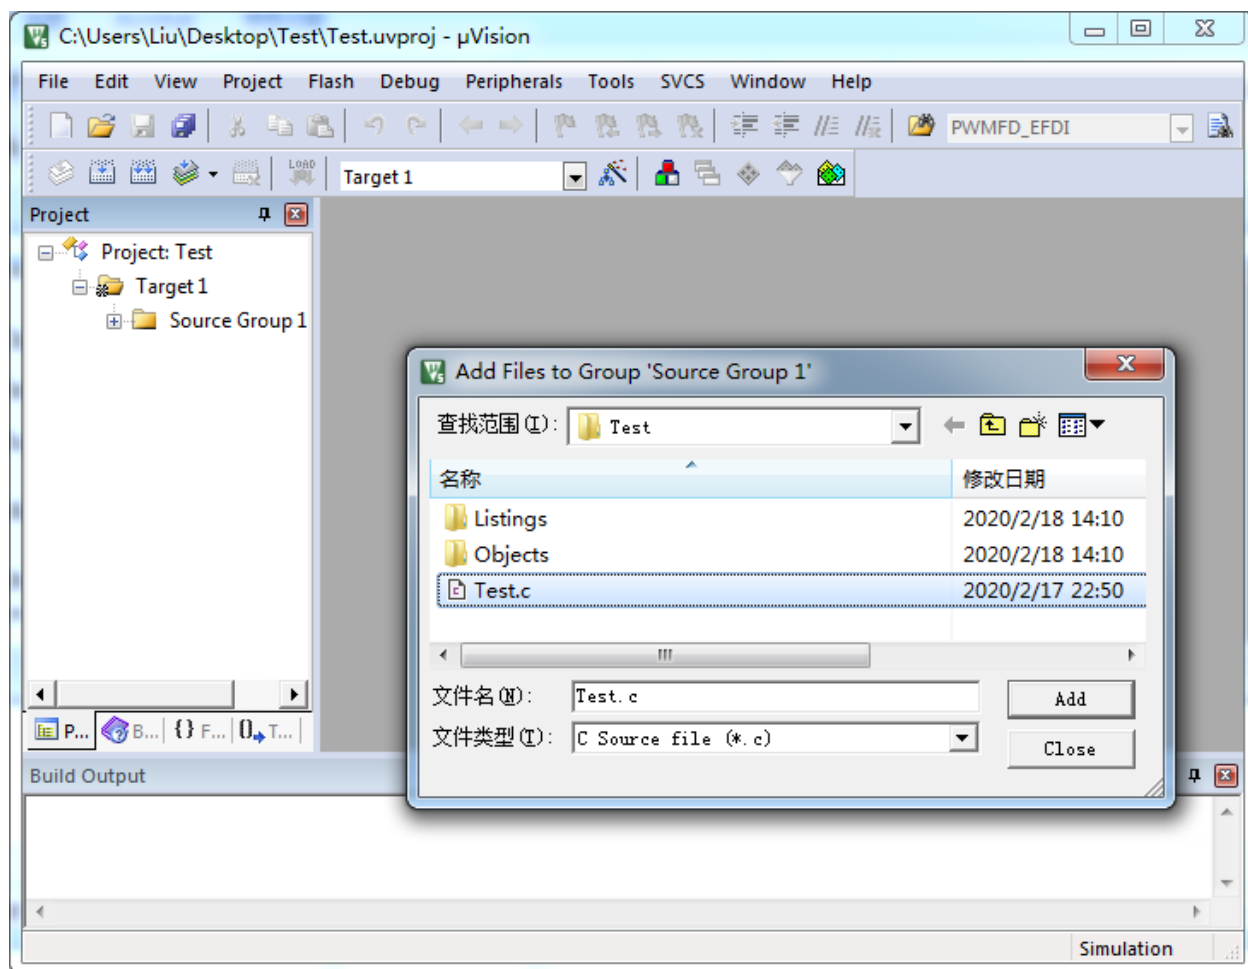 C:\Users\Liu\Desktop\Test\Test.uvproj - µVision
File Edit View Project Flash Debug Peripherals Tools SVCS Window Help
PWMFD_EFDI
LOAD Target 1
Project
Project: Test
Target 1
Source Group 1
Add Files to Group 'Source Group 1'
查找范围(I): Test
名称 修改日期
Listings 2020/2/18 14:10
Objects 2020/2/18 14:10
Test.c 2020/2/17 22:50
文件名(N): Test.c Add
文件类型(T): C Source file (*.c) Close
P... B... {} F... 0 T...
Build Output
Simulation